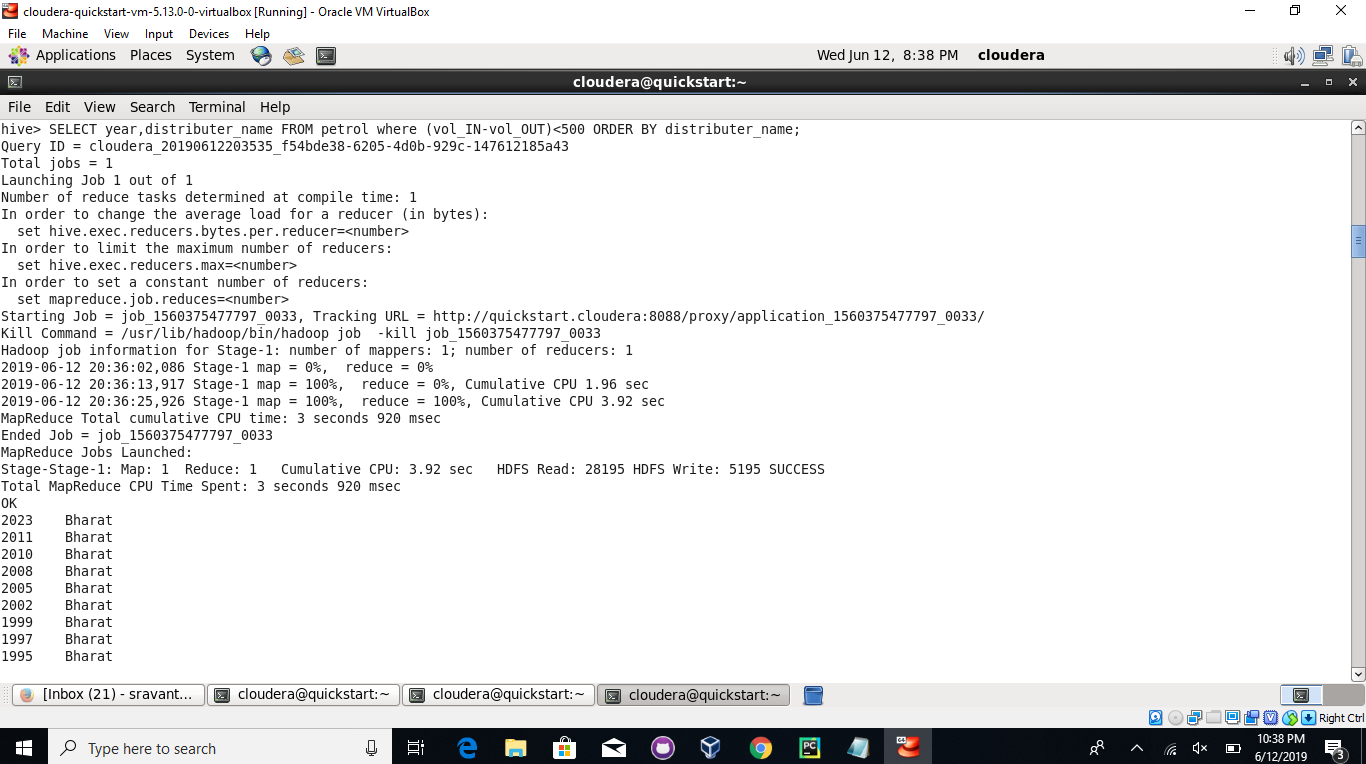 cloudera-quickstart-vm-5.13.0-0-virtualbox [Running] - Oracle VM VirtualBox
File Machine View Input Devices Help
Applications Places System Wed Jun 12, 8:38 PM cloudera
cloudera@quickstart:~
File Edit View Search Terminal Help
hive> SELECT year,distributer_name FROM petrol where (vol_IN-vol_OUT)<500 ORDER BY distributer_name;
Query ID = cloudera_20190612203535_f54bde38-6205-4d0b-929c-147612185a43
Total jobs = 1
Launching Job 1 out of 1
Number of reduce tasks determined at compile time: 1
In order to change the average load for a reducer (in bytes):
  set hive.exec.reducers.bytes.per.reducer=<number>
In order to limit the maximum number of reducers:
  set hive.exec.reducers.max=<number>
In order to set a constant number of reducers:
  set mapreduce.job.reduces=<number>
Starting Job = job_1560375477797_0033, Tracking URL = http://quickstart.cloudera:8088/proxy/application_1560375477797_0033/
Kill Command = /usr/lib/hadoop/bin/hadoop job  -kill job_1560375477797_0033
Hadoop job information for Stage-1: number of mappers: 1; number of reducers: 1
2019-06-12 20:36:02,086 Stage-1 map = 0%,  reduce = 0%
2019-06-12 20:36:13,917 Stage-1 map = 100%,  reduce = 0%, Cumulative CPU 1.96 sec
2019-06-12 20:36:25,926 Stage-1 map = 100%,  reduce = 100%, Cumulative CPU 3.92 sec
MapReduce Total cumulative CPU time: 3 seconds 920 msec
Ended Job = job_1560375477797_0033
MapReduce Jobs Launched:
Stage-Stage-1: Map: 1  Reduce: 1   Cumulative CPU: 3.92 sec   HDFS Read: 28195 HDFS Write: 5195 SUCCESS
Total MapReduce CPU Time Spent: 3 seconds 920 msec
OK
2023    Bharat
2011    Bharat
2010    Bharat
2008    Bharat
2005    Bharat
2002    Bharat
1999    Bharat
1997    Bharat
1995    Bharat
[Inbox (21) - sravant... cloudera@quickstart:~ cloudera@quickstart:~ cloudera@quickstart:~
Right Ctrl
Type here to search
10:38 PM
6/12/2019
3